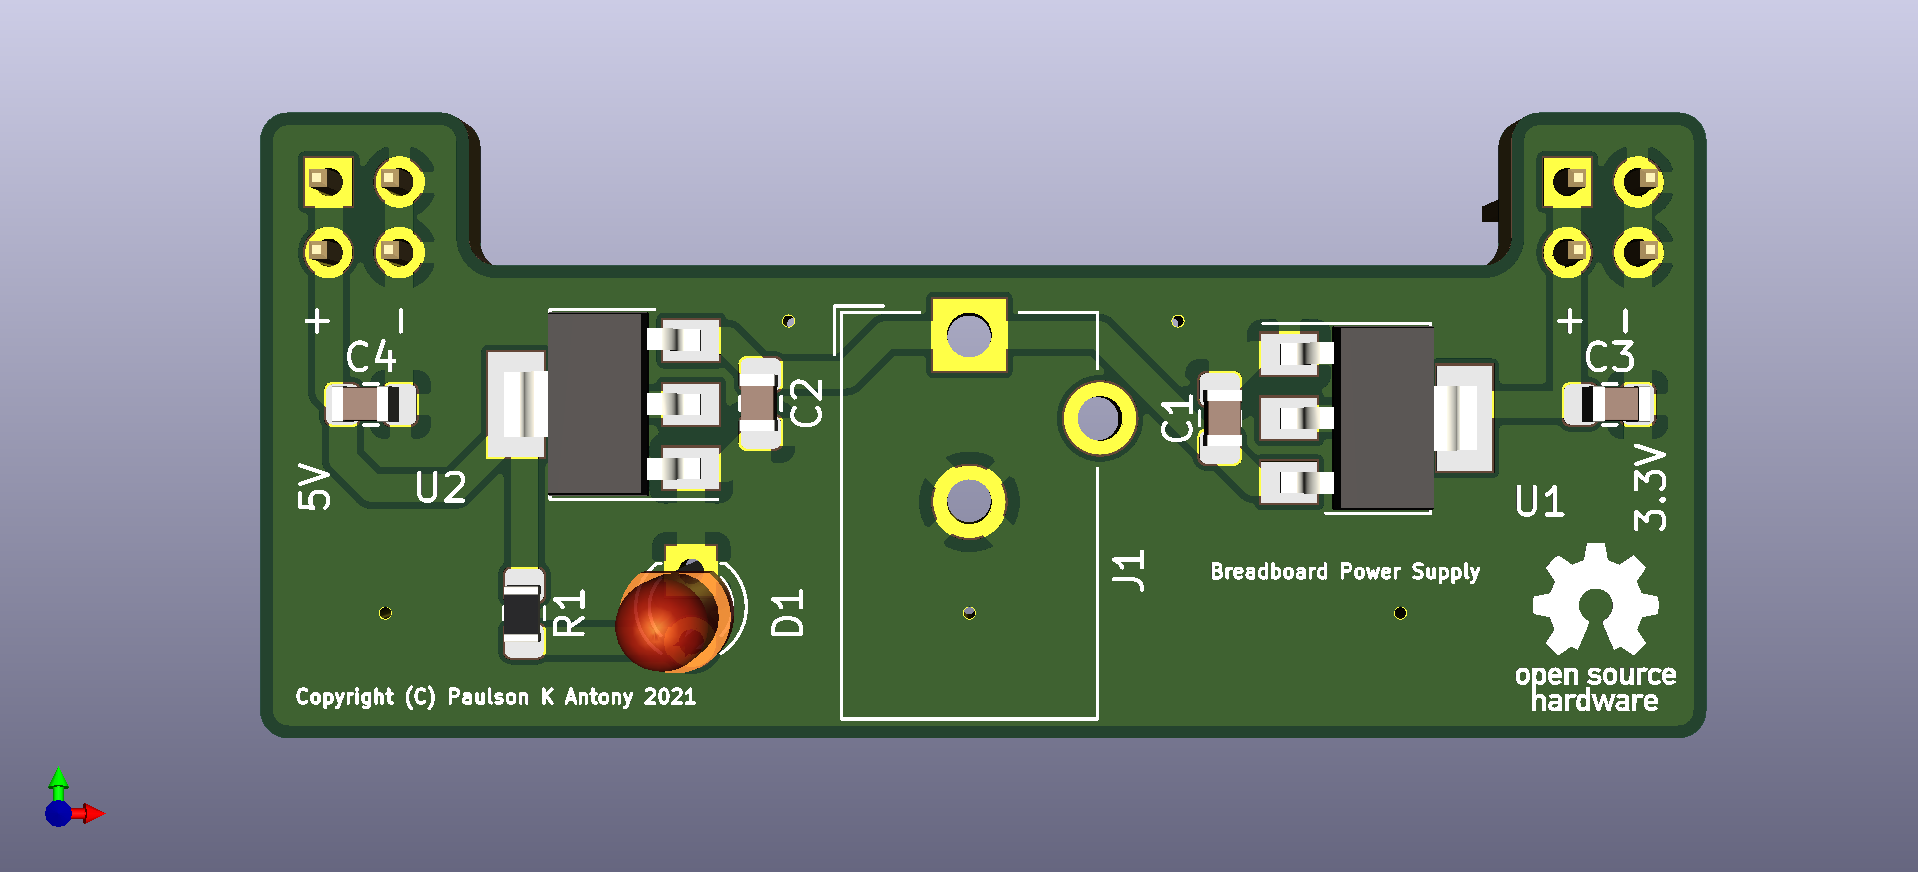 + -
C4
5V
U2
C2
R1
D1
J1
C1
+ -
C3
3.3V
U1
Breadboard Power Supply
Copyright (C) Paulson K Antony 2021
open source
hardware